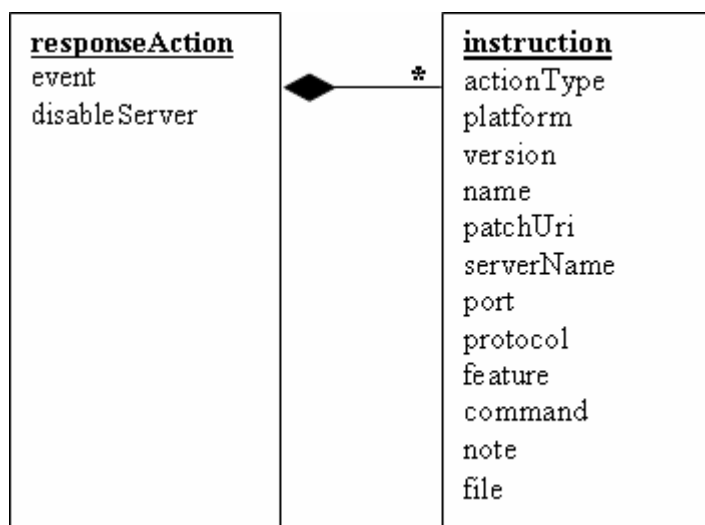 responseAction
event
disableServer
*
instruction
actionType
platform
version
name
patchUri
serverName
port
protocol
feature
command
note
file